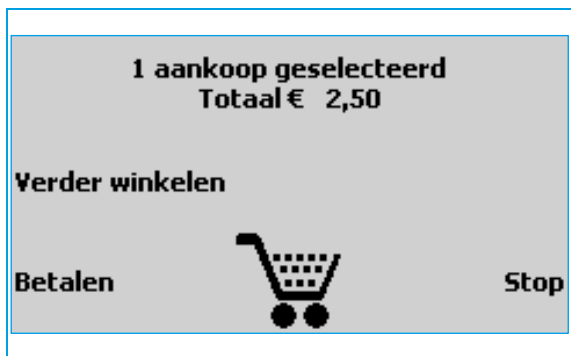 1 aankoop geselecteerd
Totaal € 2,50
Verder winkelen
Betalen
Stop